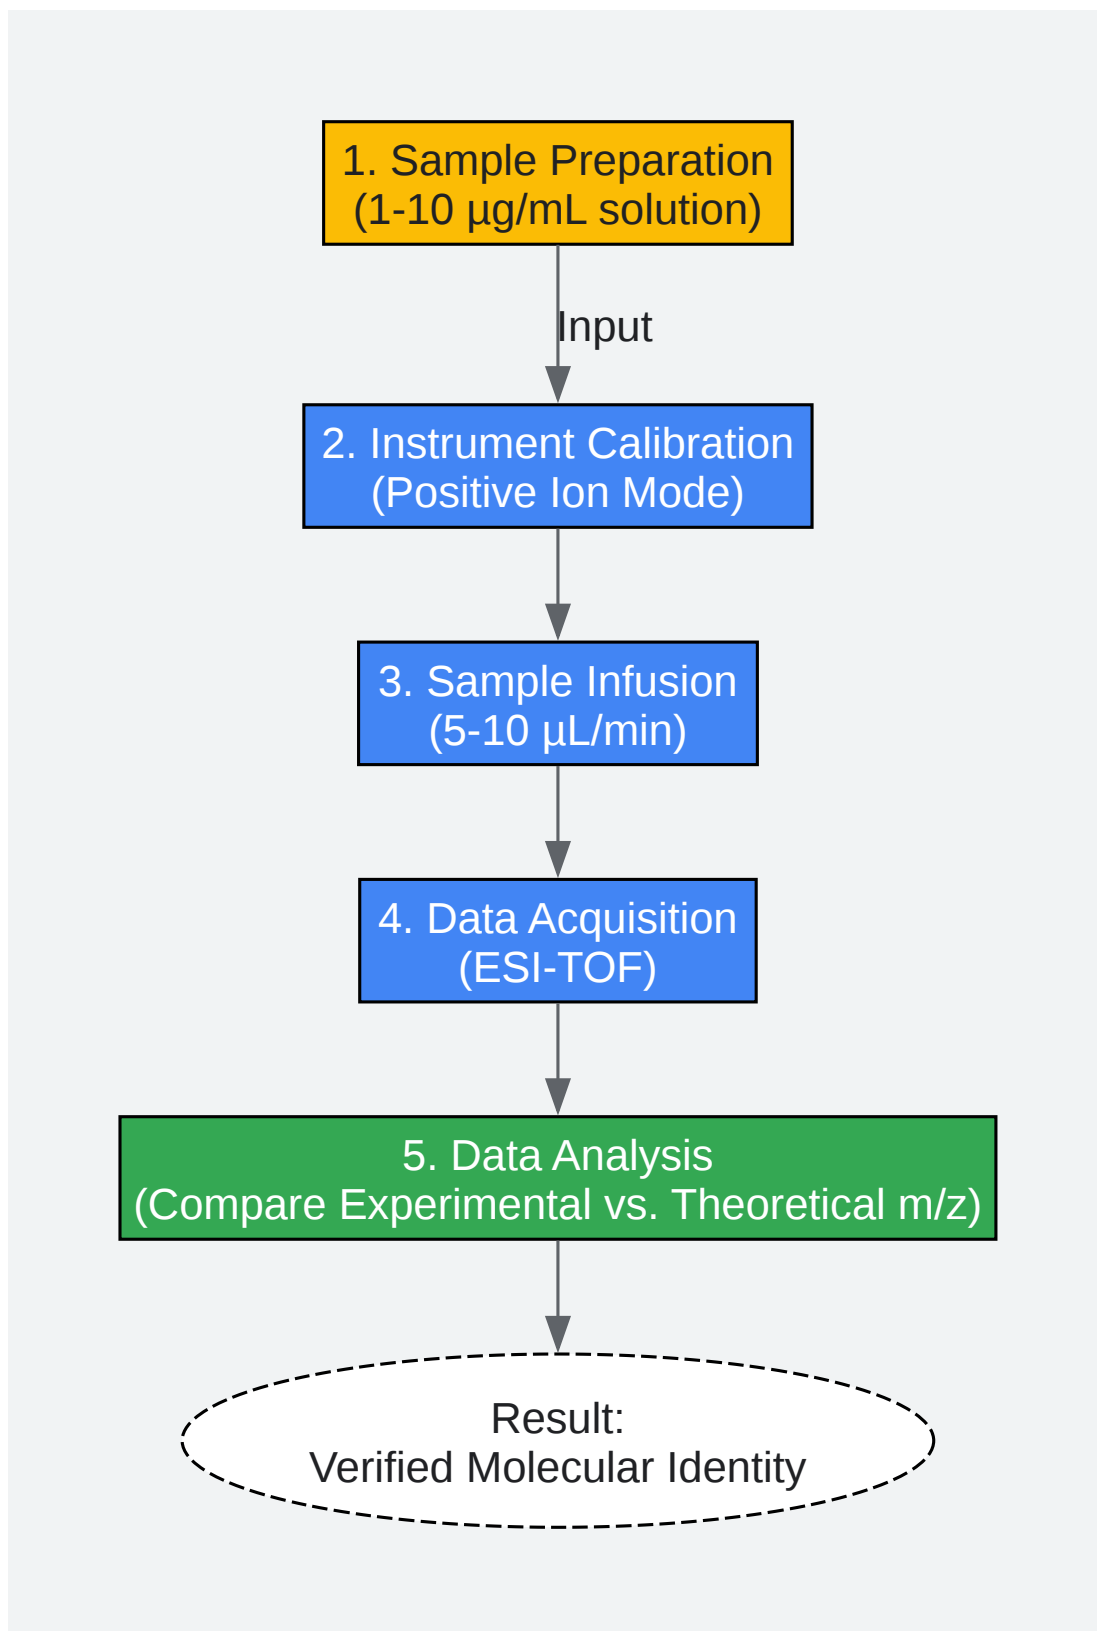 1. Sample Preparation
(1-10 µg/mL solution)
Input
2. Instrument Calibration
(Positive Ion Mode)
3. Sample Infusion
(5-10 µL/min)
4. Data Acquisition
(ESI-TOF)
5. Data Analysis
(Compare Experimental vs. Theoretical m/z)
Result:
Verified Molecular Identity